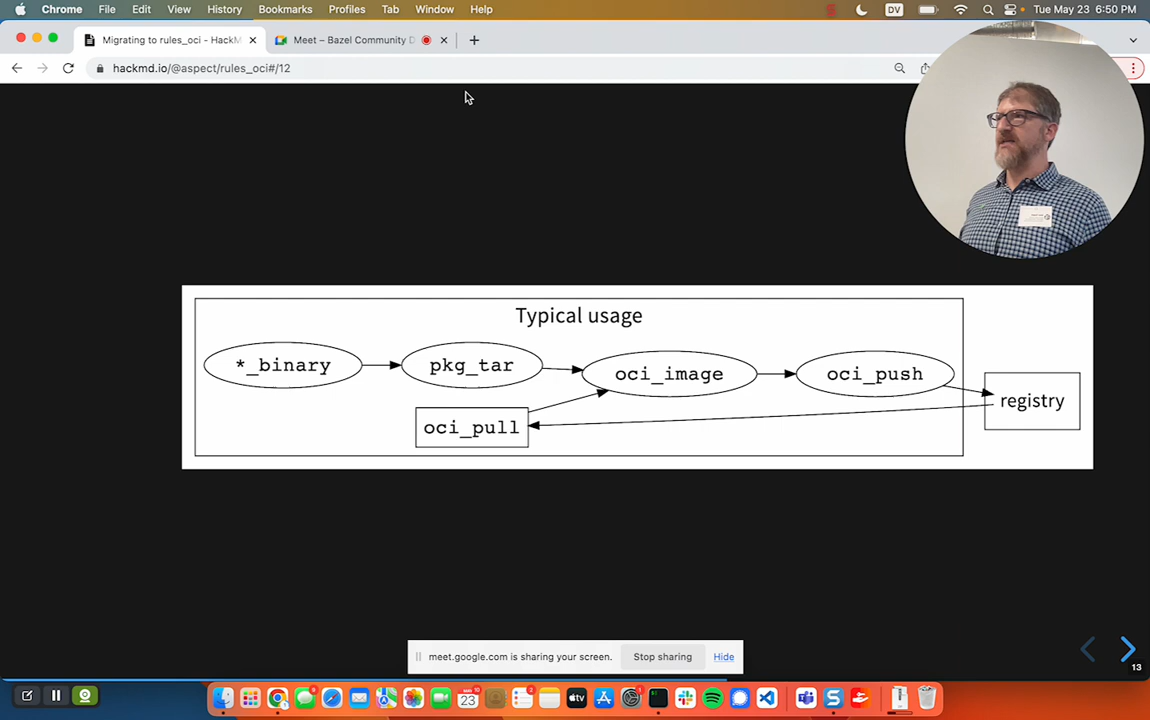 Chrome File Edit View History Bookmarks Profiles Tab Window Help DV Tue May 23 6:50 PM
Migrating to rules_oci - HackM Meet – Bazel Community D
hackmd.io/@aspect/rules_oci#/12
Typical usage
*_binary
pkg_tar
oci_image
oci_push
registry
oci_pull
meet.google.com is sharing your screen. Stop sharing Hide
13